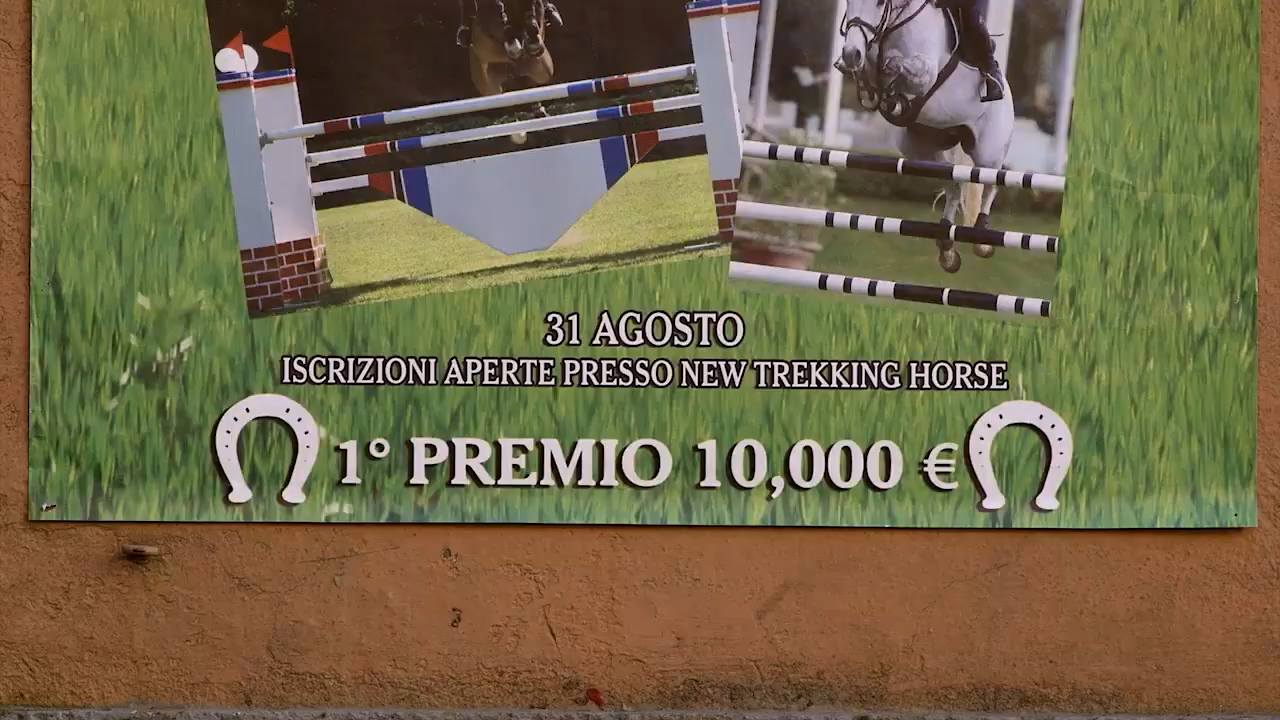 31 AGOSTO
ISCRIZIONI APERTE PRESSO NEW TREKKING HORSE
1° PREMIO 10,000 €